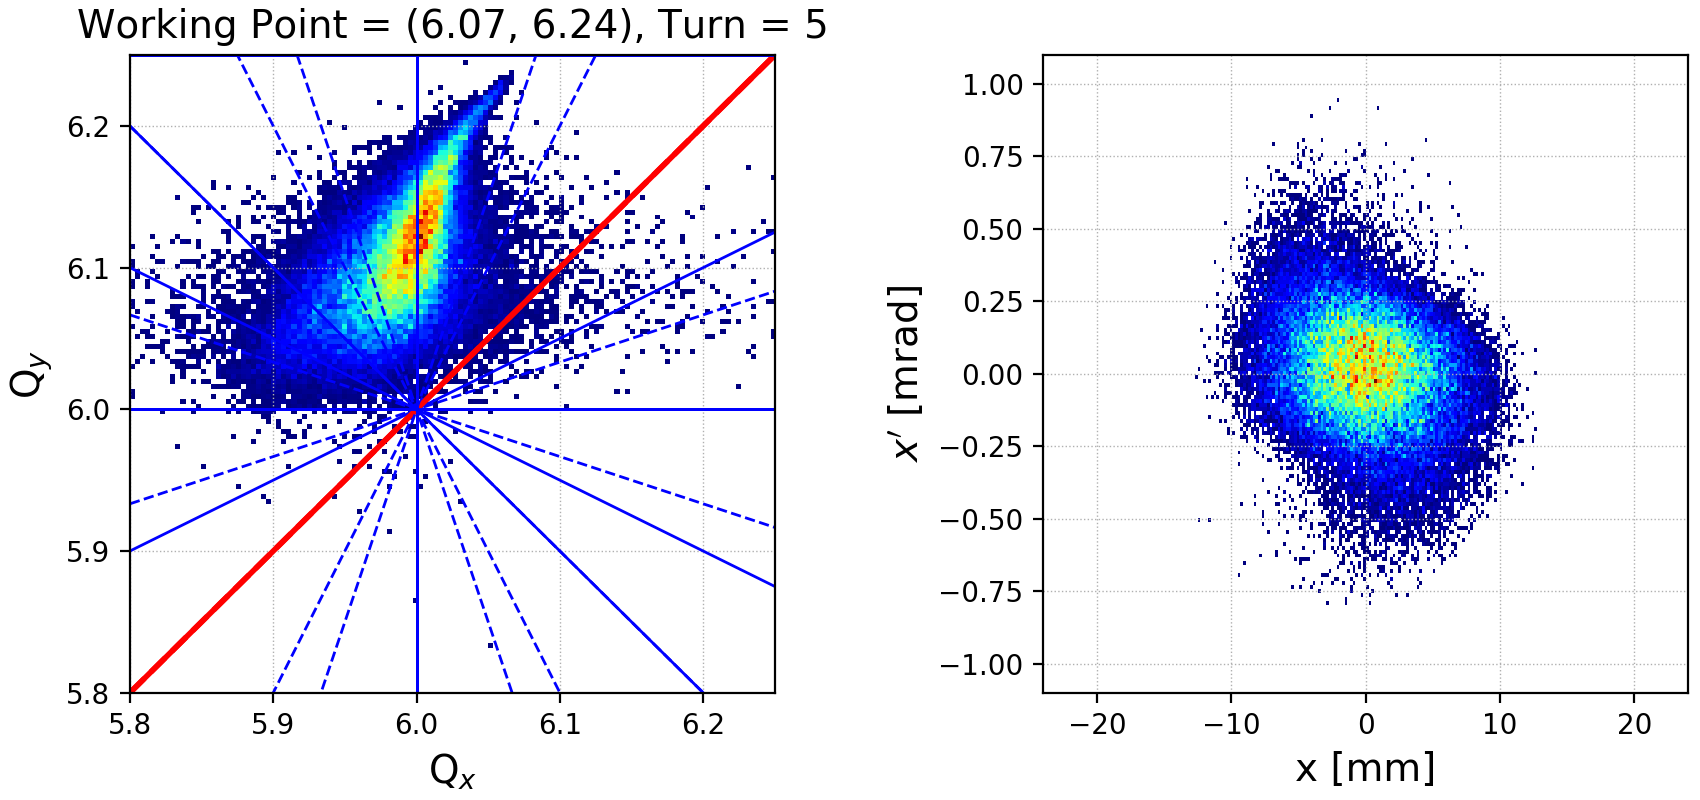 Working Point = (6.07, 6.24), Turn = 5
6.2
6.1
6.0
5.9
5.8
Q_y
5.8 5.9 6.0 6.1 6.2
Q_x
1.00
0.75
0.50
0.25
0.00
−0.25
−0.50
−0.75
−1.00
x′ [mrad]
−20 −10 0 10 20
x [mm]